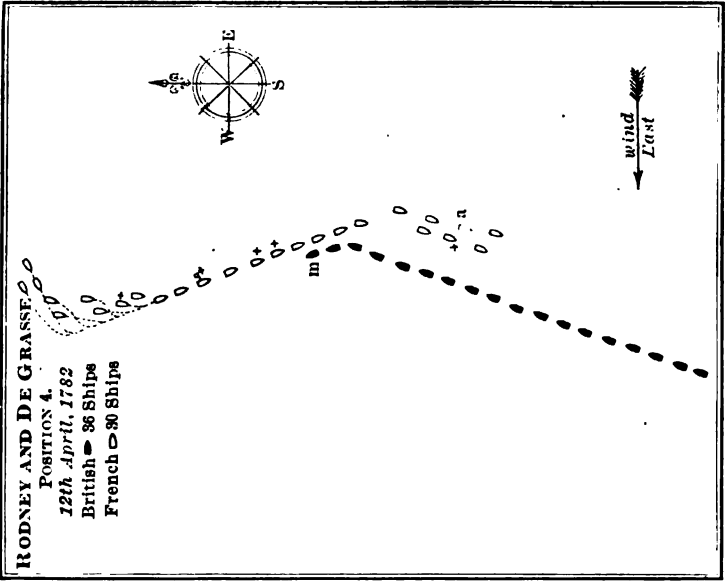 RODNEY AND DE GRASSE.
POSITION 4.
12th April, 1782
British 36 Ships
French 30 Ships
W
E
S
wind
East
m
a